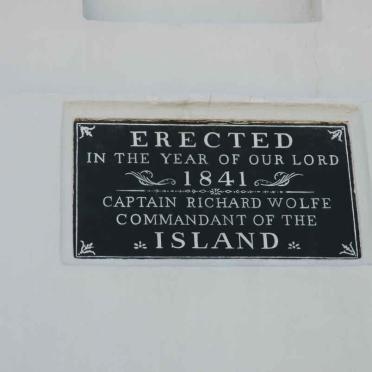 ERECTED
IN THE YEAR OF OUR LORD
1841
CAPTAIN RICHARD WOLFE
COMMANDANT OF THE
ISLAND